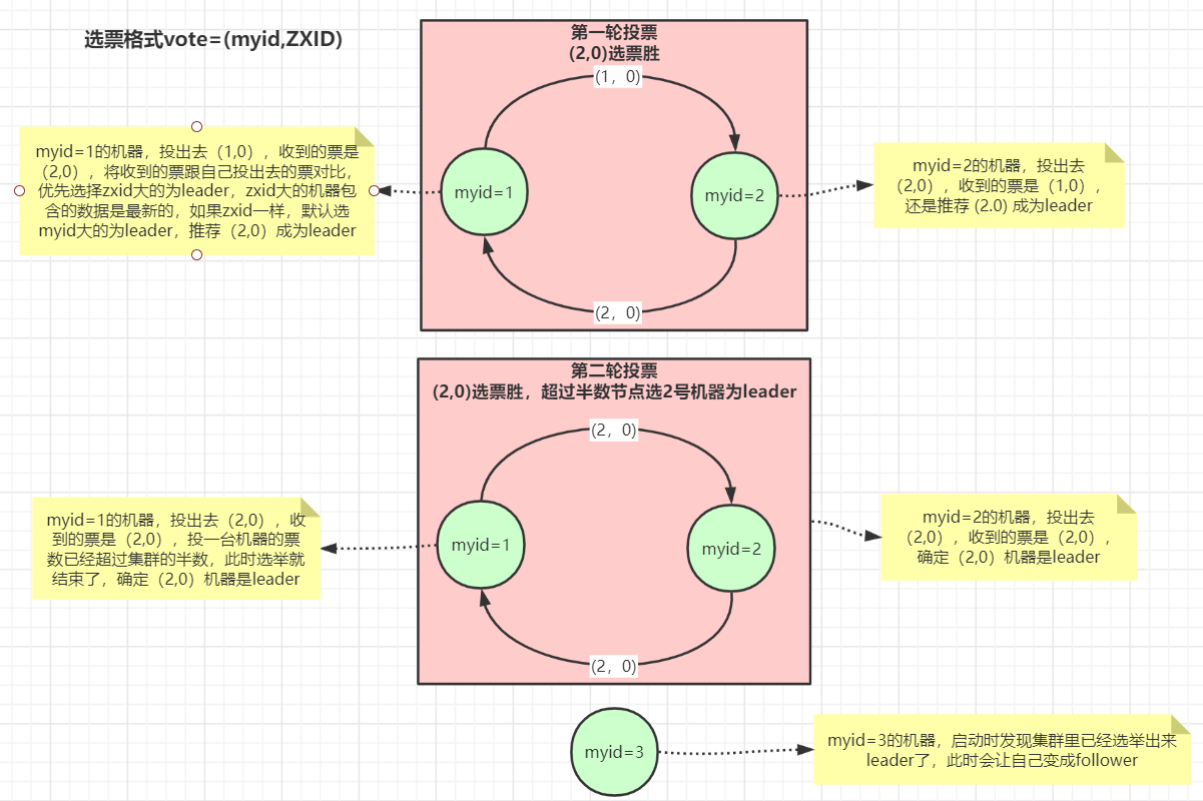 选票格式vote=(myid,ZXID)
第一轮投票
(2,0)选票胜
(1，0)
myid=1的机器，投出去（1,0），收到的票是
（2,0），将收到的票跟自己投出去的票对比，
优先选择zxid大的为leader，zxid大的机器包
含的数据是最新的，如果zxid一样，默认选
myid大的为leader，推荐（2,0）成为leader
myid=1
myid=2
myid=2的机器，投出去
（2,0），收到的票是（1,0），
还是推荐 (2.0) 成为leader
(2，0)
第二轮投票
(2,0)选票胜，超过半数节点选2号机器为leader
(2，0)
myid=1的机器，投出去（2,0），收
到的票是（2,0），投一台机器的票
数已经超过集群的半数，此时选举就
结束了，确定（2,0）机器是leader
myid=1
myid=2
myid=2的机器，投出去
（2,0），收到的票是（2,0），
确定（2,0）机器是leader
(2，0)
myid=3
myid=3的机器，启动时发现集群里已经选举出来
leader了，此时会让自己变成follower